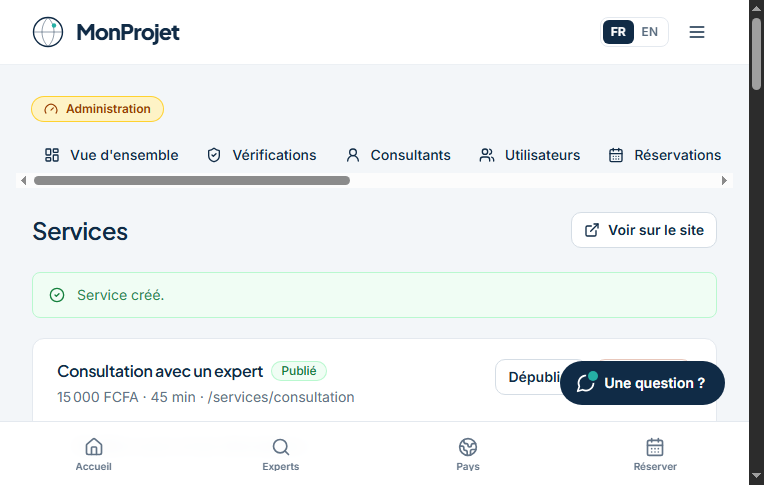 MonProjet
FR EN
Administration
Vue d'ensemble Vérifications Consultants Utilisateurs Réservations
Services
Voir sur le site
Service créé.
Consultation avec un expert Publié
15 000 FCFA · 45 min · /services/consultation
Une question ?
Accueil Experts Pays Réserver